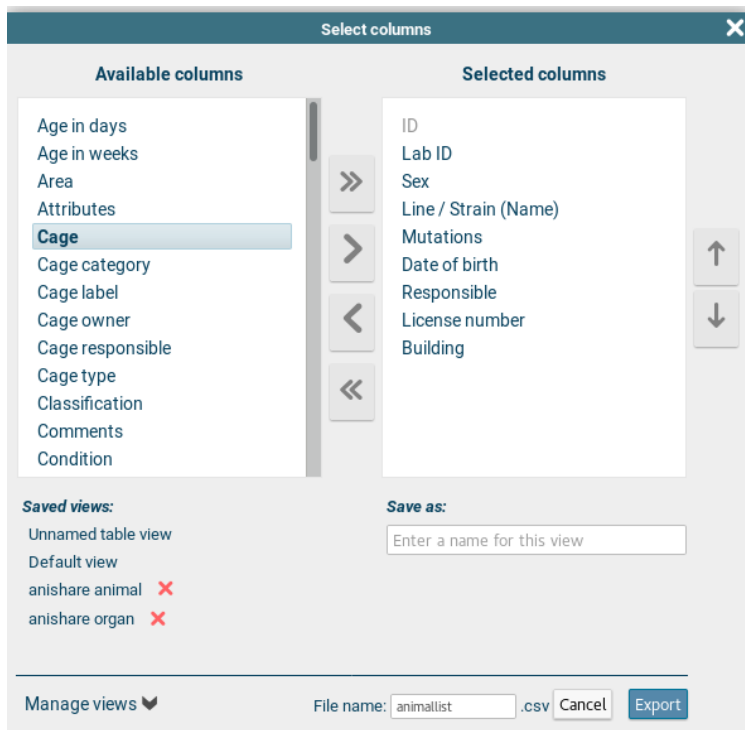 Select columns
Available columns
Age in days
Age in weeks
Area
Attributes
Cage
Cage category
Cage label
Cage owner
Cage responsible
Cage type
Classification
Comments
Condition
Selected columns
ID
Lab ID
Sex
Line / Strain (Name)
Mutations
Date of birth
Responsible
License number
Building
Saved views:
Unnamed table view
Default view
anishare animal
anishare organ
Save as:
Enter a name for this view
Manage views
File name: animallist .csv Cancel Export